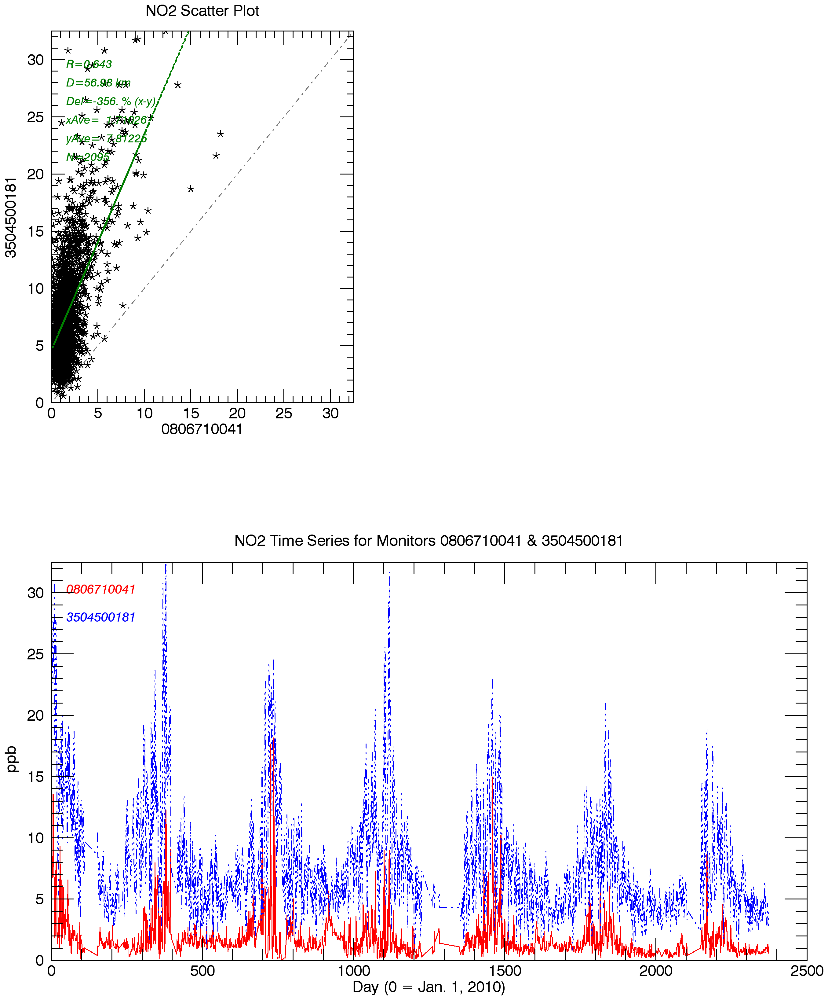 NO2 Scatter Plot
30
25
20
15
10
5
0
3504500181
R=0.643
D=56.98 km
Del=-356. % (x-y)
xAve=
yAve= 7.81225
N=2095
0 5 10 15 20 25 30
0806710041
NO2 Time Series for Monitors 0806710041 & 3504500181
0806710041
3504500181
30
25
20
15
10
5
0
ppb
0 500 1000 1500 2000 2500
Day (0 = Jan. 1, 2010)